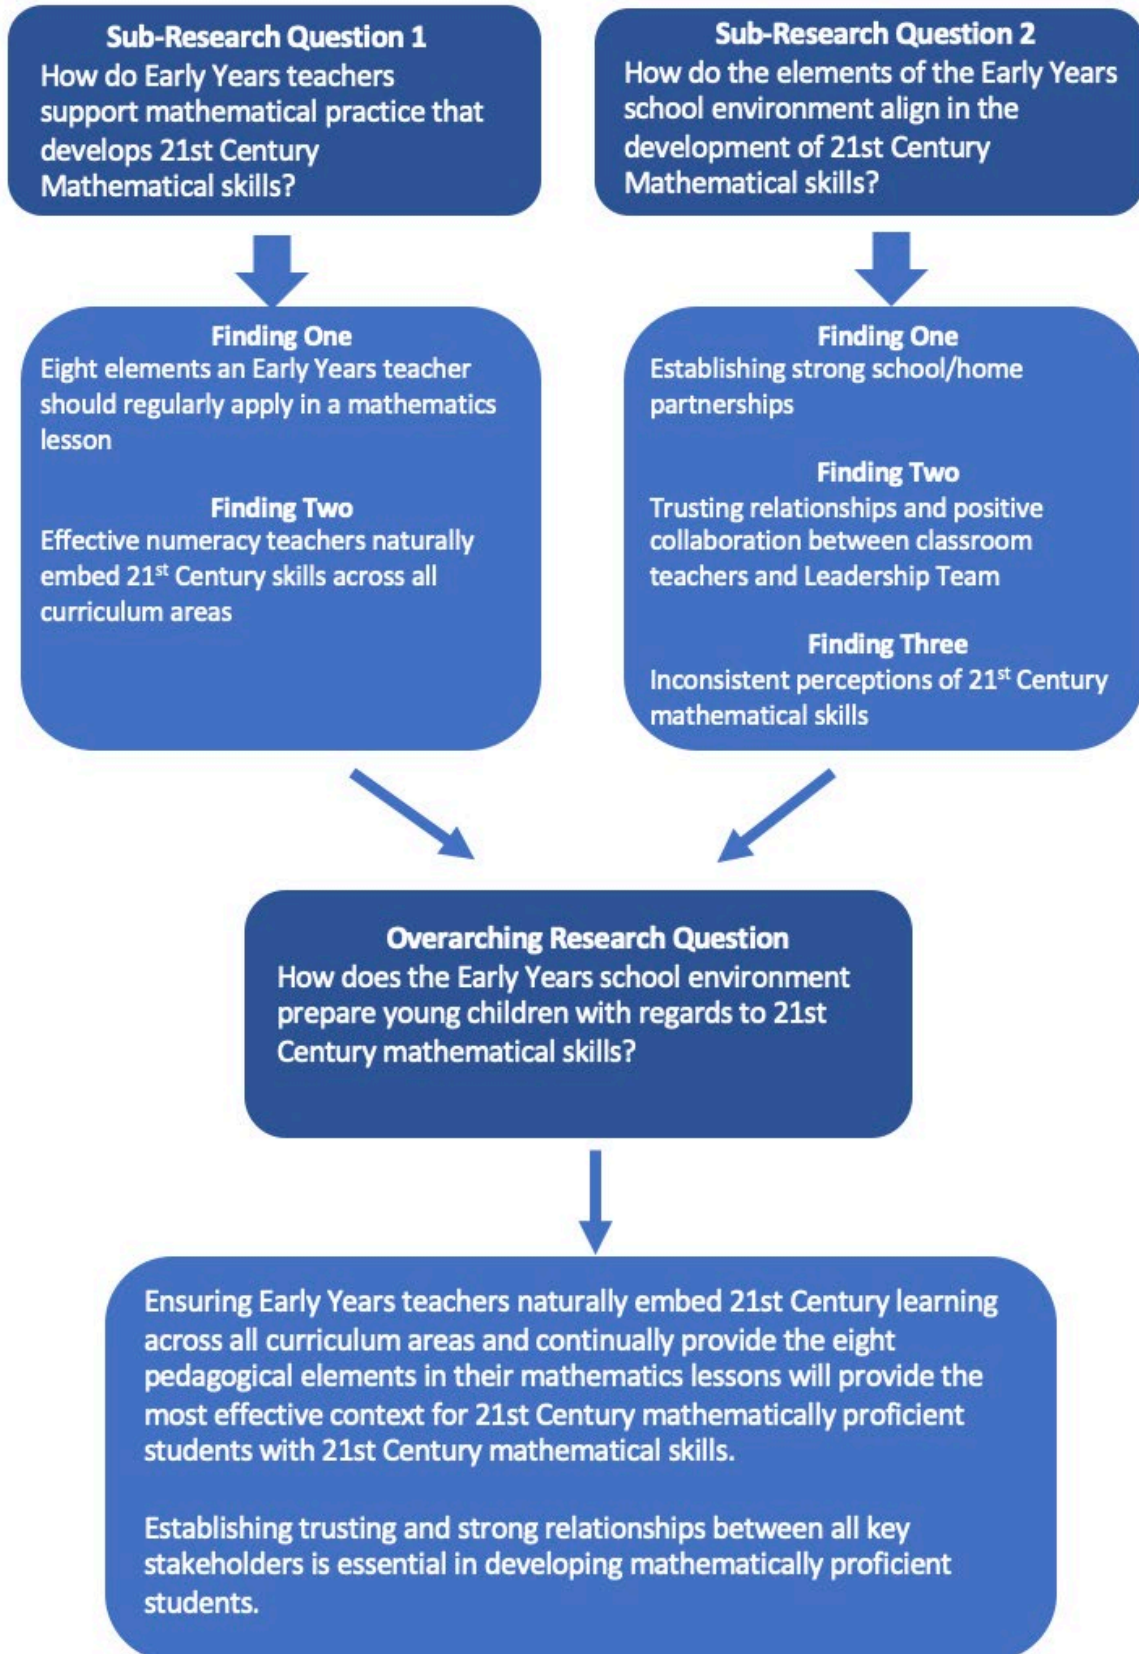 Sub-Research Question 1
How do Early Years teachers
support mathematical practice that
develops 21st Century
Mathematical skills?
Sub-Research Question 2
How do the elements of the Early Years
school environment align in the
development of 21st Century
Mathematical skills?
Finding One
Eight elements an Early Years teacher
should regularly apply in a mathematics
lesson
Finding Two
Effective numeracy teachers naturally
embed 21st Century skills across all
curriculum areas
Finding One
Establishing strong school/home
partnerships
Finding Two
Trusting relationships and positive
collaboration between classroom
teachers and Leadership Team
Finding Three
Inconsistent perceptions of 21st Century
mathematical skills
Overarching Research Question
How does the Early Years school environment
prepare young children with regards to 21st
Century mathematical skills?
Ensuring Early Years teachers naturally embed 21st Century learning
across all curriculum areas and continually provide the eight
pedagogical elements in their mathematics lessons will provide the
most effective context for 21st Century mathematically proficient
students with 21st Century mathematical skills.
Establishing trusting and strong relationships between all key
stakeholders is essential in developing mathematically proficient
students.